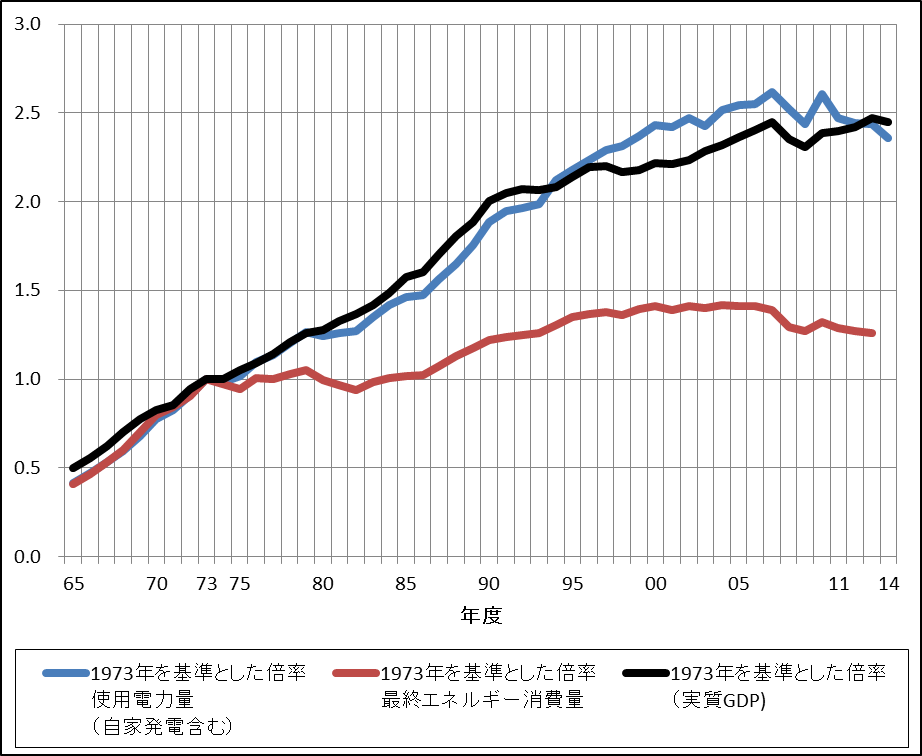 3.0
2.5
2.0
1.5
1.0
0.5
0.0
65 70 73 75 80 85 90 95 00 05 11 14
年度
1973年を基準とした倍率
使用電力量
（自家発電含む）
1973年を基準とした倍率
最終エネルギー消費量
1973年を基準とした倍率
（実質GDP)